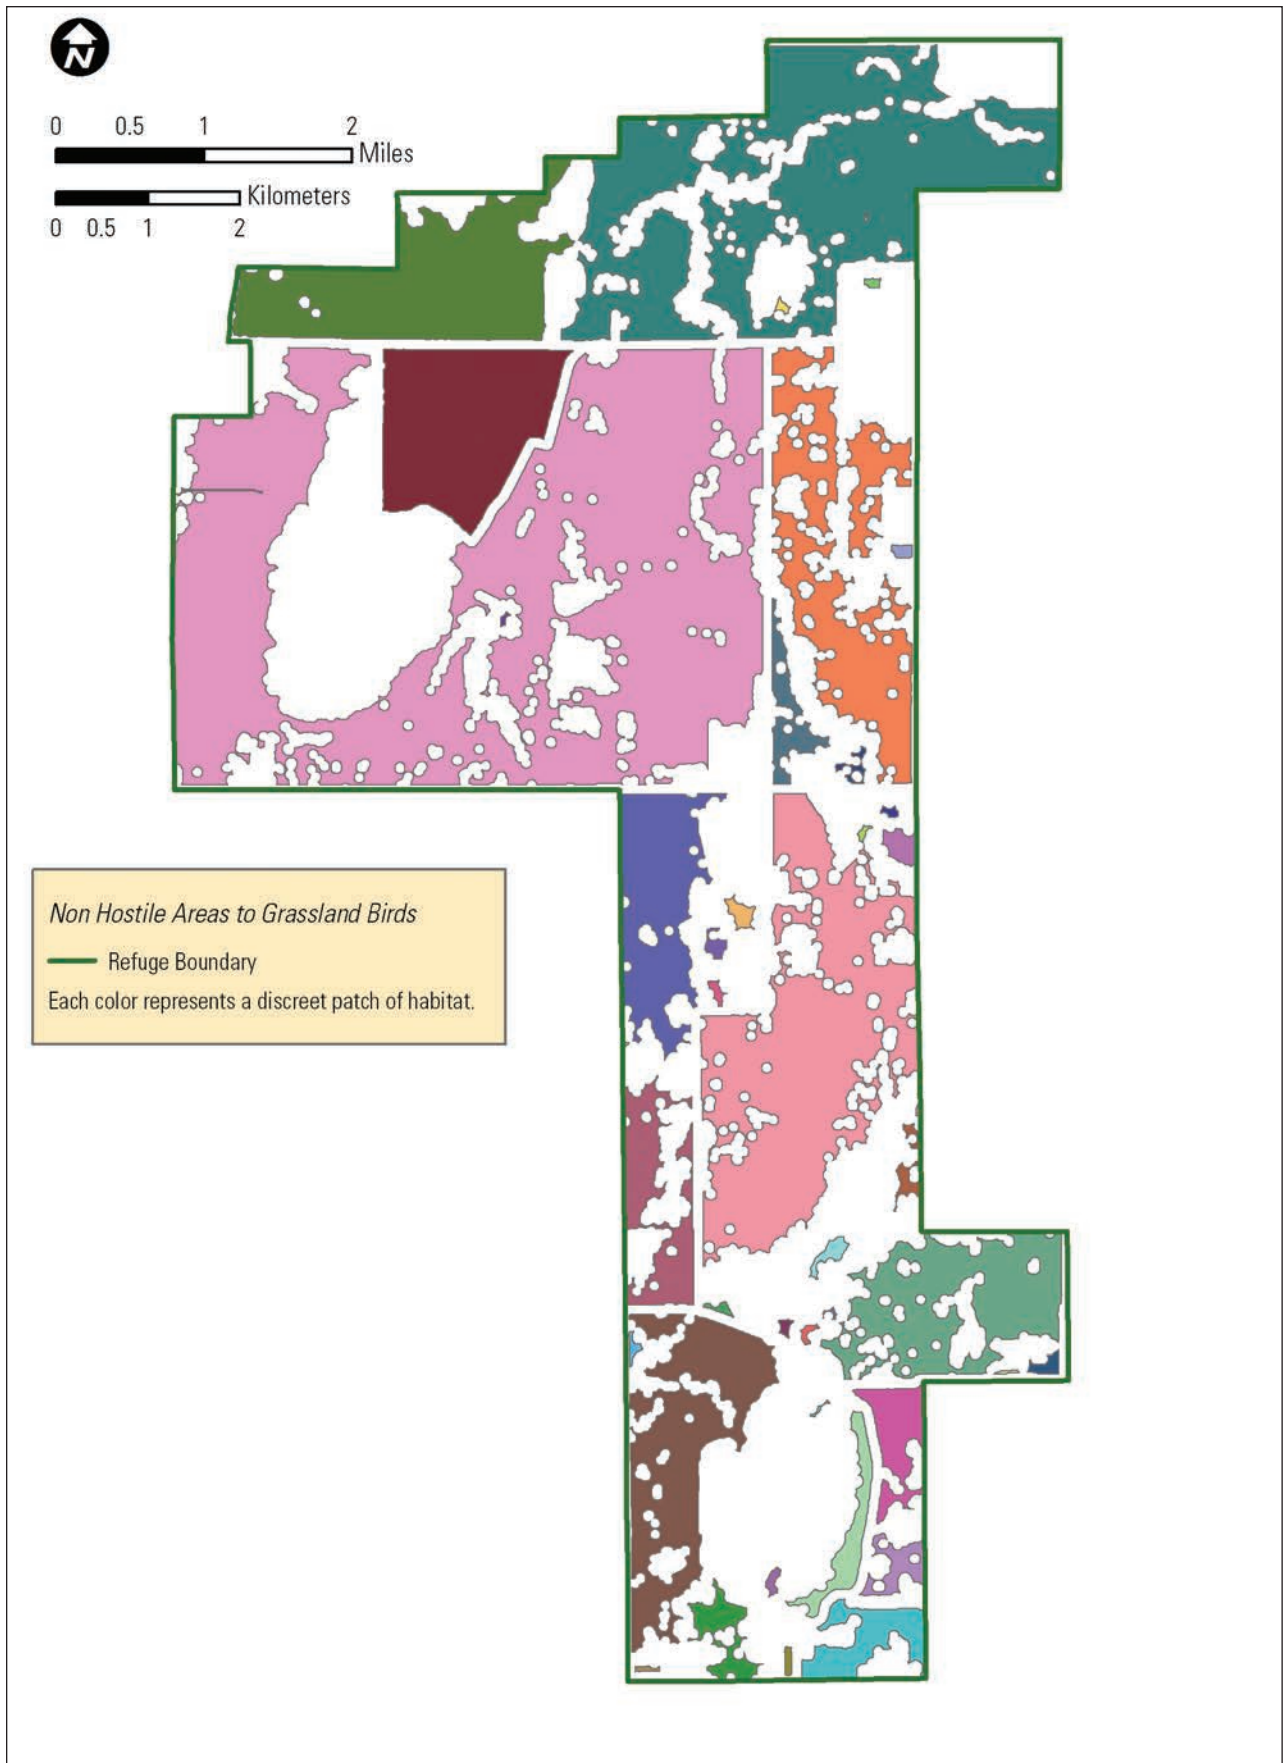 N
0 0.5 1 2
Miles
Kilometers
0 0.5 1 2
Non Hostile Areas to Grassland Birds
Refuge Boundary
Each color represents a discreet patch of habitat.